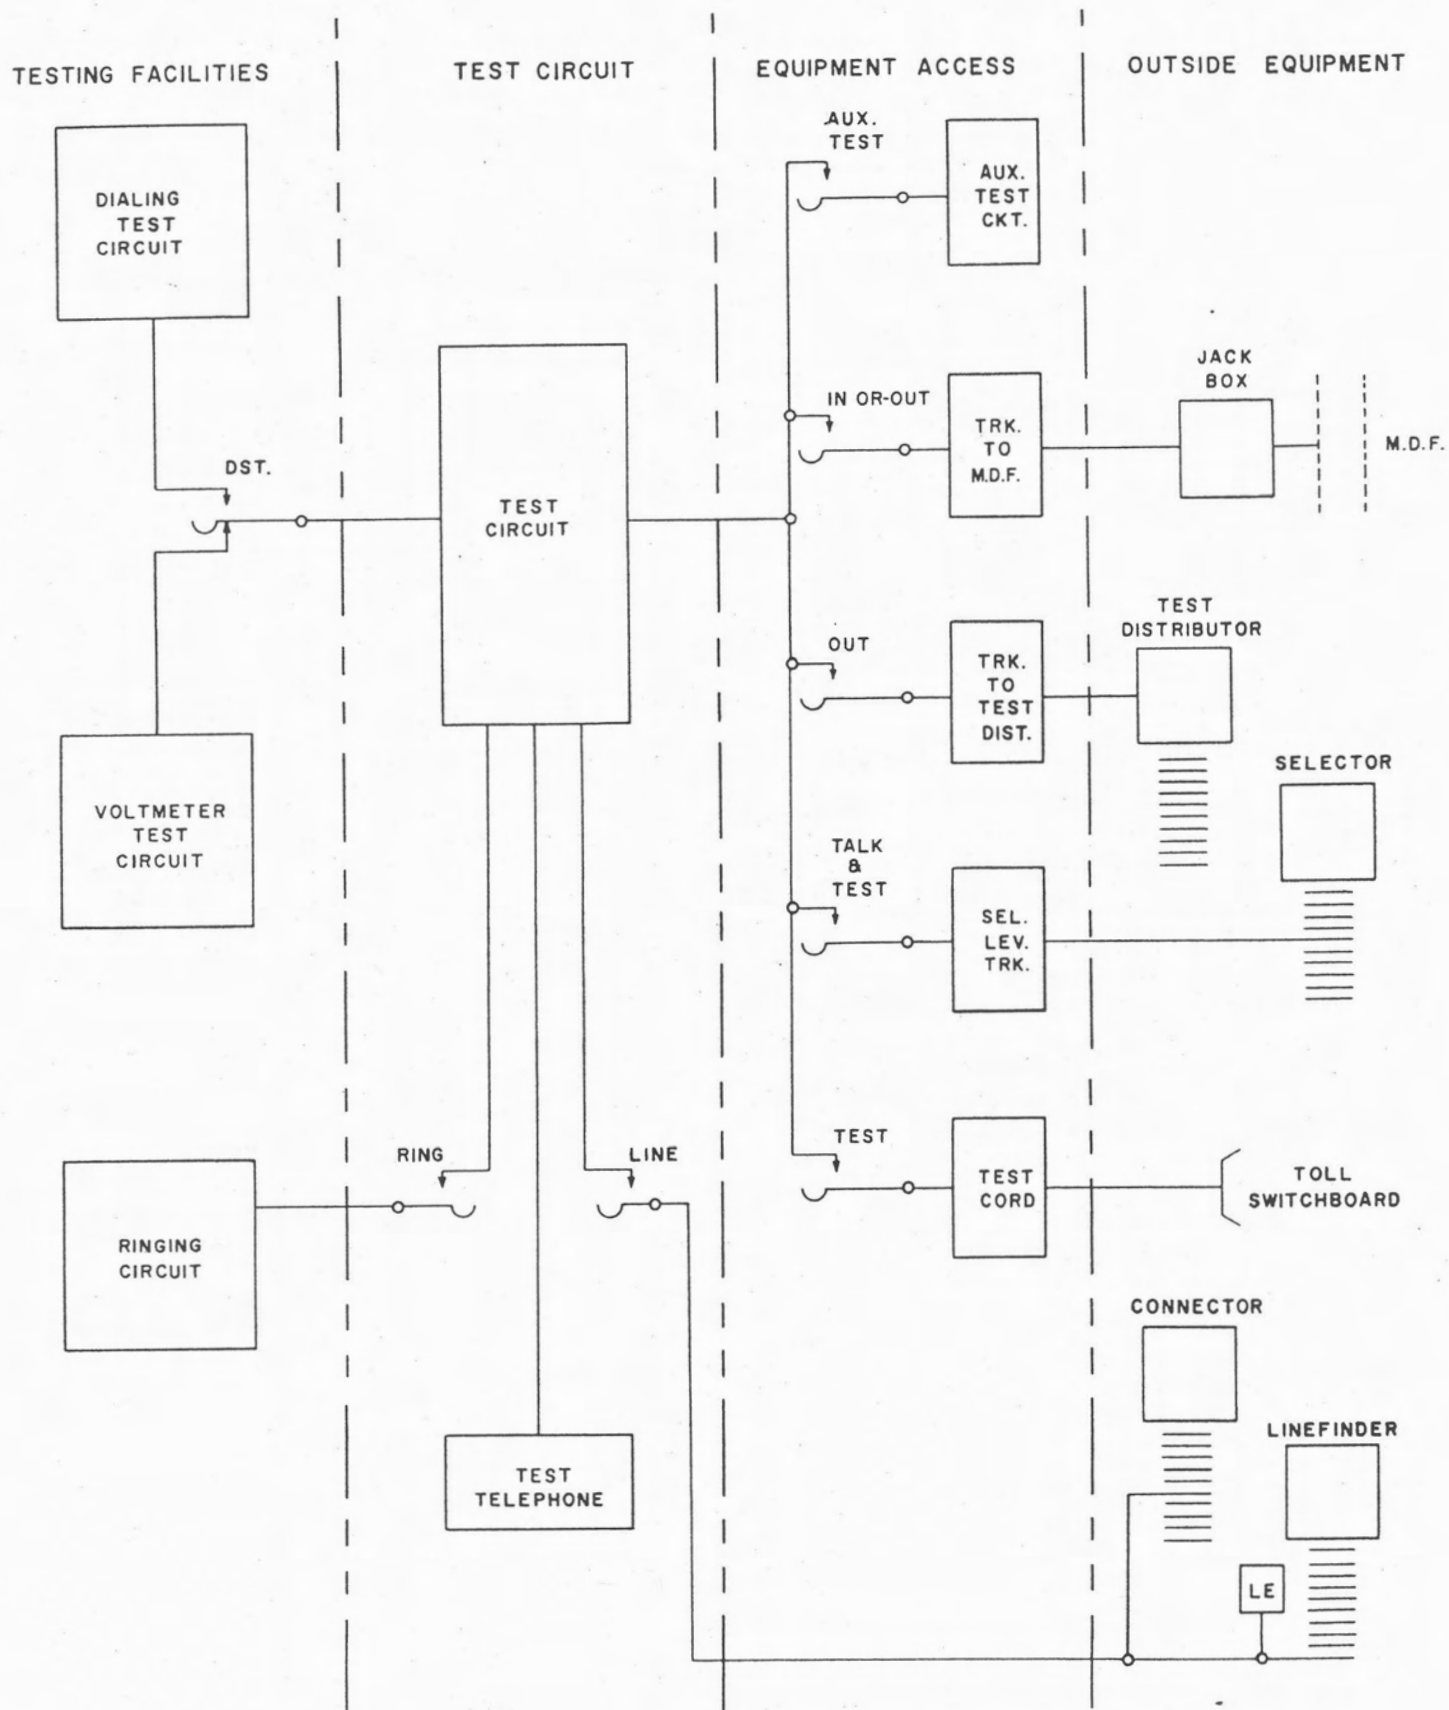 TESTING FACILITIES
TEST CIRCUIT
EQUIPMENT ACCESS
OUTSIDE EQUIPMENT
DIALING
TEST
CIRCUIT
DST.
VOLTMETER
TEST
CIRCUIT
RINGING
CIRCUIT
TEST
CIRCUIT
RING
LINE
TEST
TELEPHONE
AUX.
TEST
AUX.
TEST
CKT.
IN OR-OUT
TRK.
TO
M.D.F.
OUT
TRK.
TO
TEST
DIST.
TALK
&
TEST
SEL.
LEV.
TRK.
TEST
TEST
CORD
JACK
BOX
M.D.F.
TEST
DISTRIBUTOR
SELECTOR
TOLL
SWITCHBOARD
CONNECTOR
LINEFINDER
LE